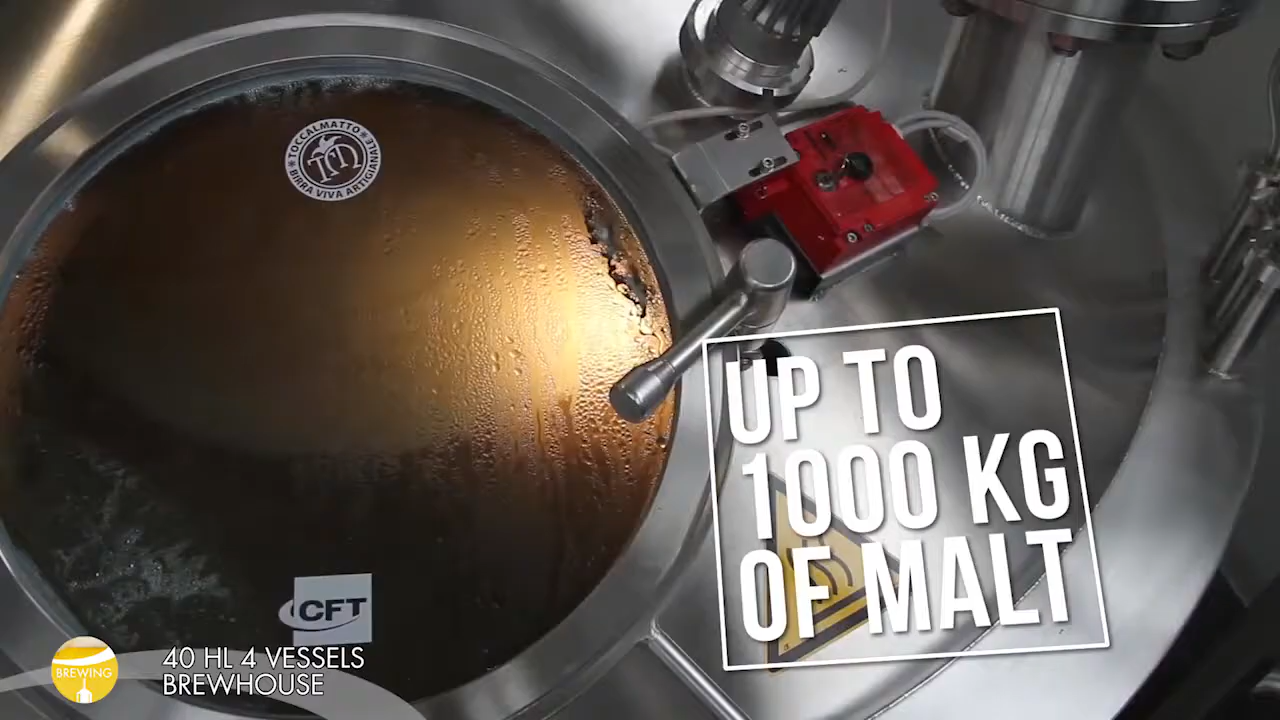 TOCCALMATTO
BIRRA VIVA ARTIGIANALE
UP TO
1000 KG
OF MALT
CFT
BREWING
40 HL 4 VESSELS
BREWHOUSE